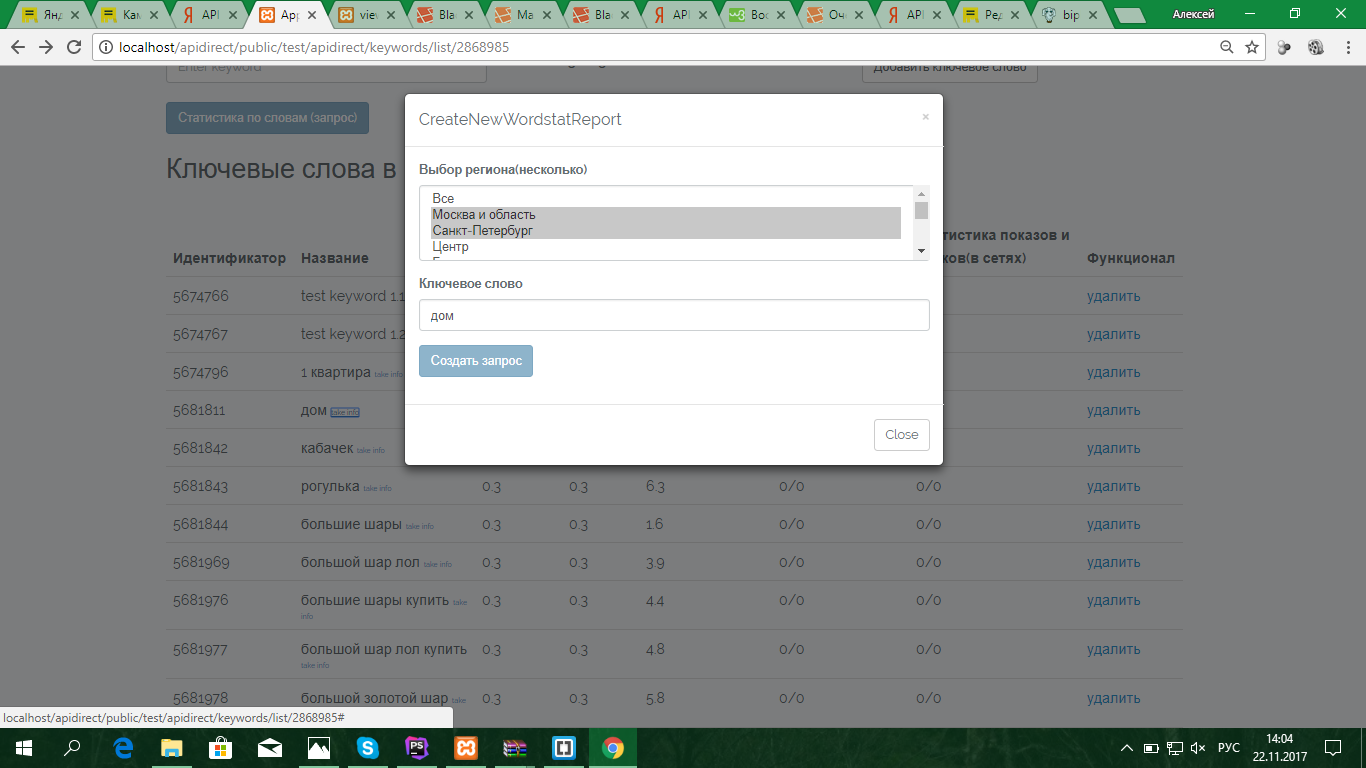 Янд
Кам
API
App
view
Blad
Ma
Blad
API
Вос
Оче
API
Ред
bip
Алексей
localhost/apidirect/public/test/apidirect/keywords/list/2868985
Enter keyword
Добавить ключевое слово
Статистика по словам (запрос)
Ключевые слова в
CreateNewWordstatReport
×
Выбор региона(несколько)
Все
Москва и область
Санкт-Петербург
Центр
Ключевое слово
дом
Создать запрос
Close
тистика показов и
Идентификатор Название ков(в сетях) Функционал
5674766 test keyword 1.1 удалить
5674767 test keyword 1.2 удалить
5674796 1 квартира take info удалить
5681811 дом take info удалить
5681842 кабачек take info удалить
5681843 рогулька take info 0.3 0.3 6.3 0/0 0/0 удалить
5681844 большие шары take info 0.3 0.3 1.6 0/0 0/0 удалить
5681969 большой шар лол take info 0.3 0.3 3.9 0/0 0/0 удалить
5681976 большие шары купить take 0.3 0.3 4.4 0/0 0/0 удалить
info
5681977 большой шар лол купить 0.3 0.3 4.8 0/0 0/0 удалить
take info
5681978 большой золотой шар take 0.3 0.3 5.8 0/0 0/0 удалить
localhost/apidirect/public/test/apidirect/keywords/list/2868985#
РУС
14:04
22.11.2017